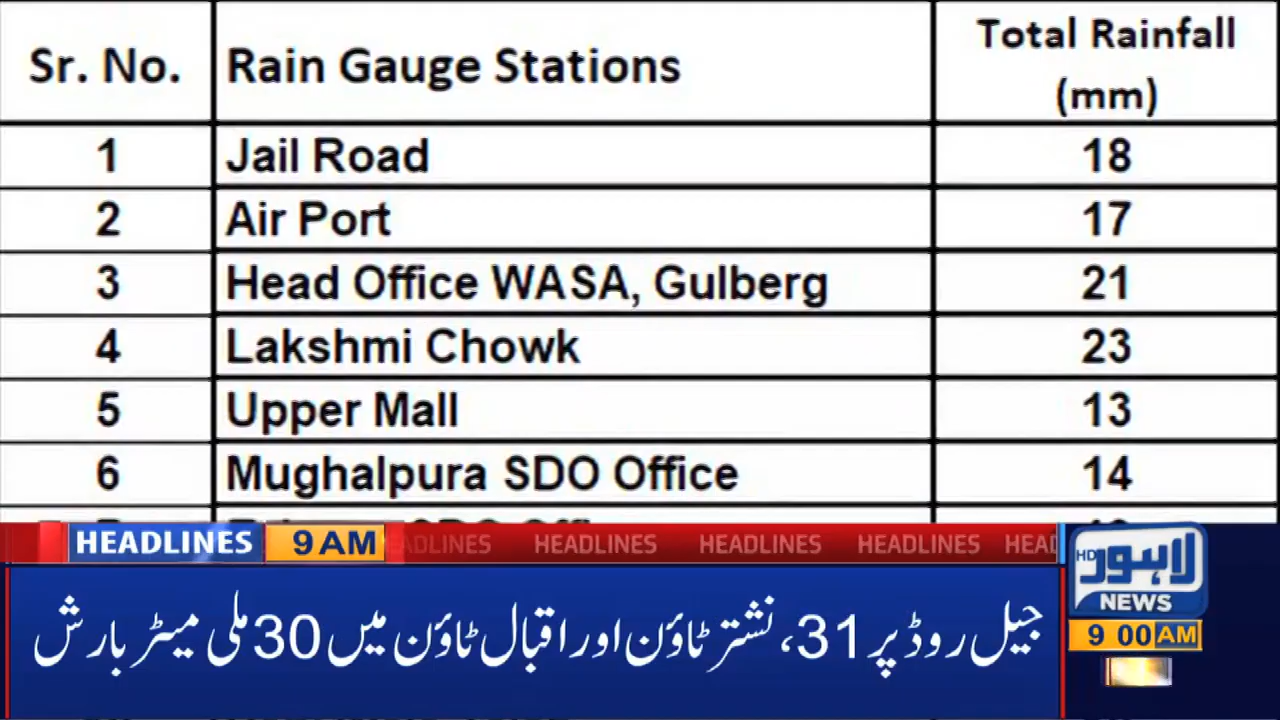 Sr. No. Rain Gauge Stations Total Rainfall (mm)
1 Jail Road 18
2 Air Port 17
3 Head Office WASA, Gulberg 21
4 Lakshmi Chowk 23
5 Upper Mall 13
6 Mughalpura SDO Office 14
HEADLINES 9 AM HEADLINES HEADLINES HEADLINES
HD لاہور
NEWS
9 00 AM
جیل روڈ پر 31، نشتر ٹاؤن اور اقبال ٹاؤن میں 30 ملی میٹر بارش